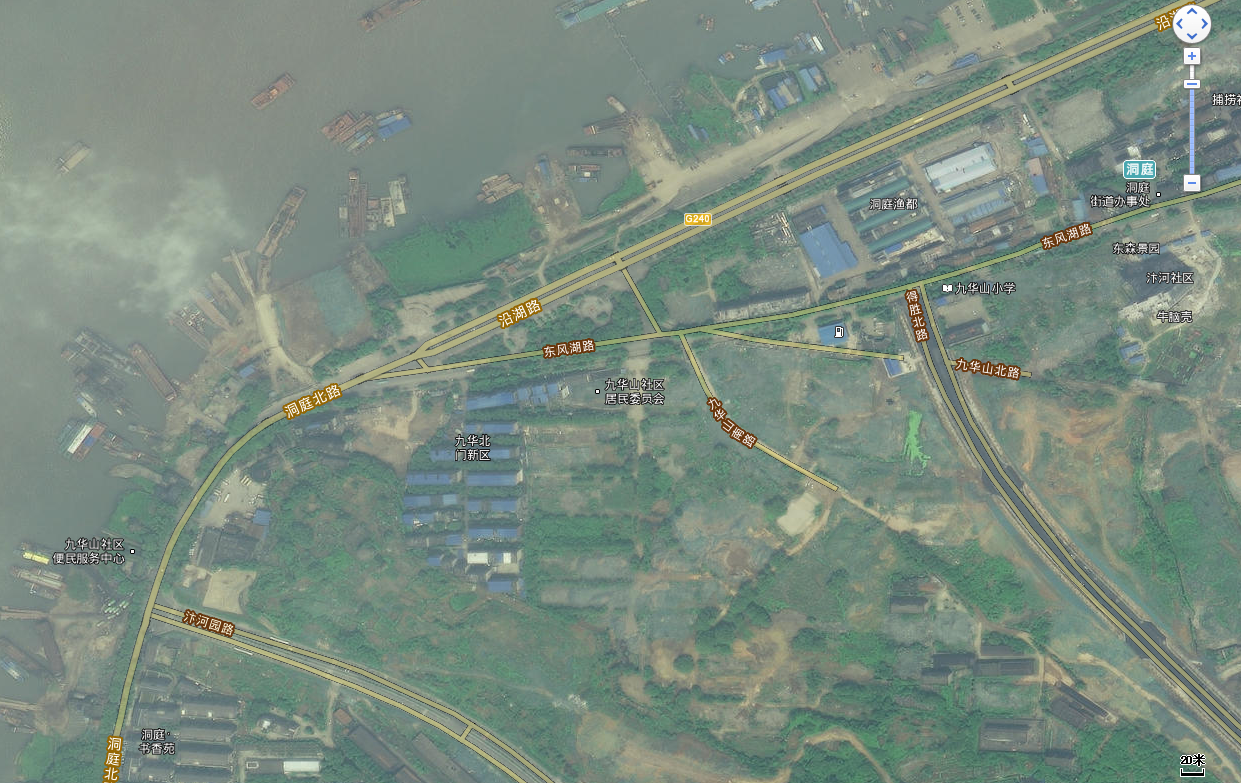 沿湖
捕捞
洞庭
洞庭
街道办事处
洞庭渔都
G240
东风湖路
东森景园
汴河社区
九华山小学
得胜北路
沿湖路
牛脑壳
东风湖路
九华山北路
九华山社区
居民委员会
洞庭北路
九华山南路
九华北
门新区
九华山社区
便民服务中心
汴河园路
洞庭·
书香苑
洞庭北
20米